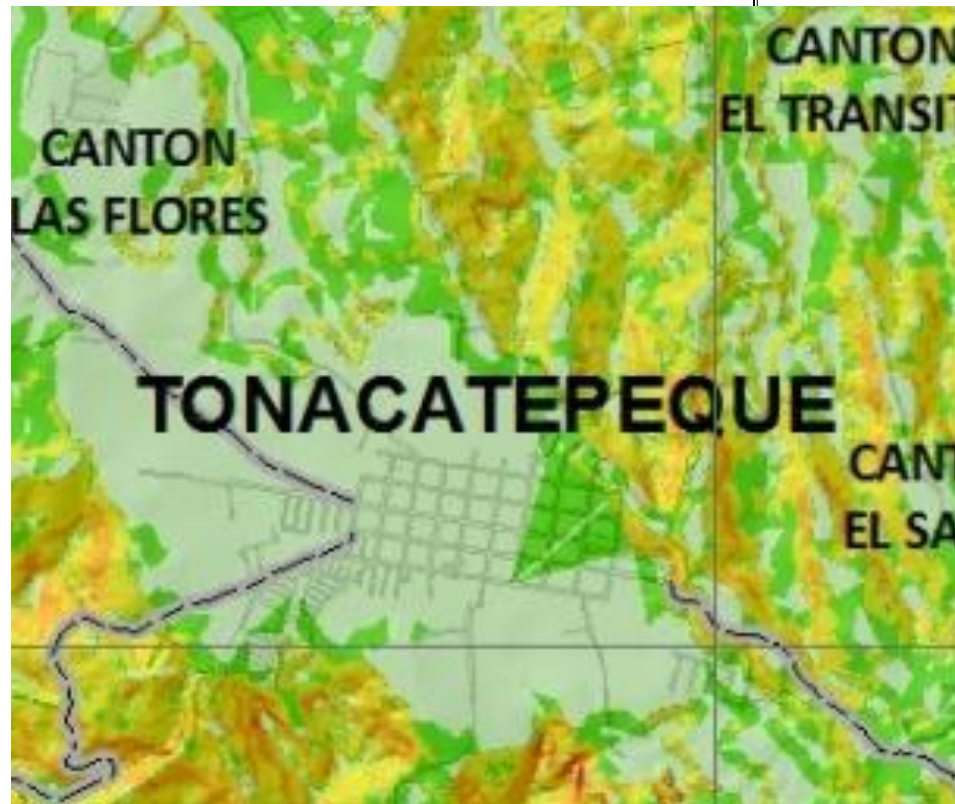 CANTON
EL TRANSIT
CANTON
LAS FLORES
TONACATEPEQUE
CANT
EL SA